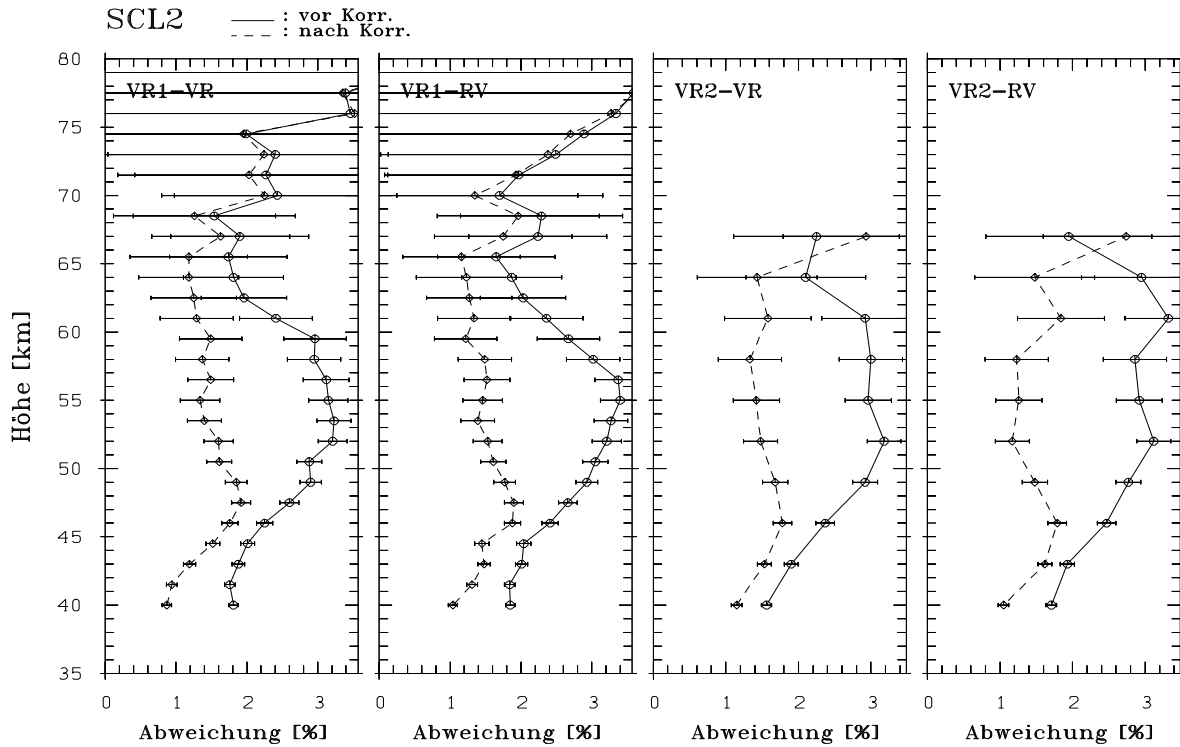 SCL2
: vor Korr.
: nach Korr.
80
75
70
65
60
55
50
45
40
35
Höhe [km]
VR1-VR
VR1-RV
VR2-VR
VR2-RV
0 1 2 3
0 1 2 3
0 1 2 3
0 1 2 3
Abweichung [%]
Abweichung [%]
Abweichung [%]
Abweichung [%]